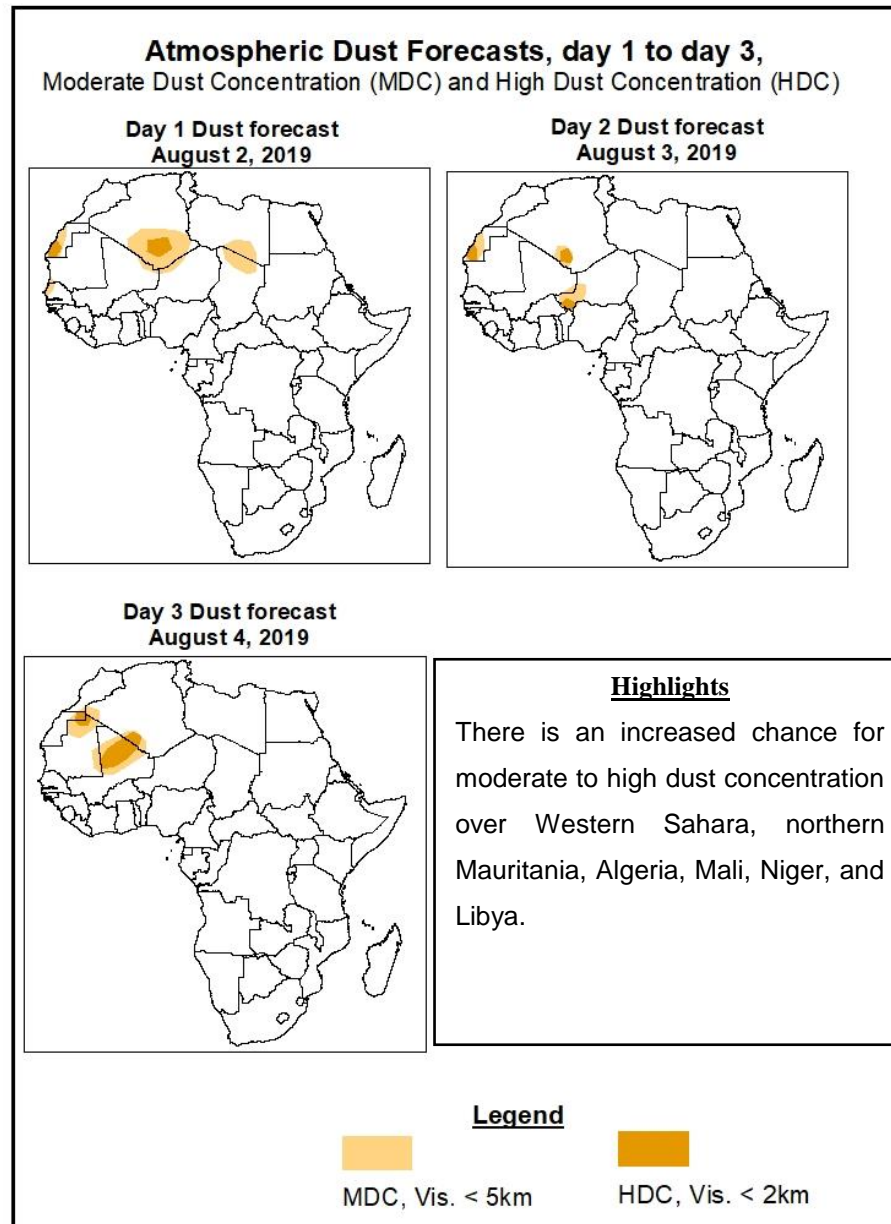 Atmospheric Dust Forecasts, day 1 to day 3,
Moderate Dust Concentration (MDC) and High Dust Concentration (HDC)
Day 1 Dust forecast
August 2, 2019
Day 2 Dust forecast
August 3, 2019
Day 3 Dust forecast
August 4, 2019
Highlights
There is an increased chance for
moderate to high dust concentration
over Western Sahara, northern
Mauritania, Algeria, Mali, Niger, and
Libya.
Legend
MDC, Vis. < 5km
HDC, Vis. < 2km